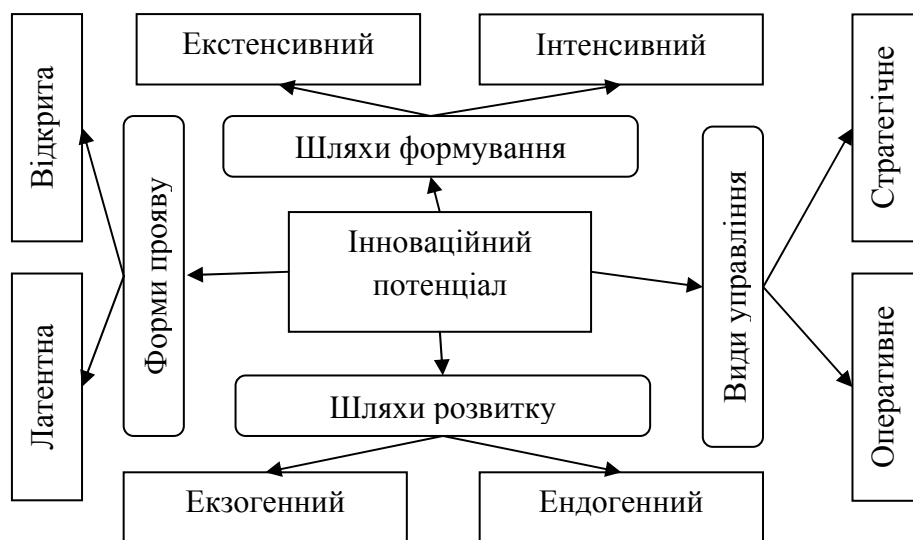 Екстенсивний
Інтенсивний
Шляхи формування
Відкрита
Латентна
Форми прояву
Інноваційний
потенціал
Види управління
Стратегічне
Оперативне
Шляхи розвитку
Екзогенний
Ендогенний